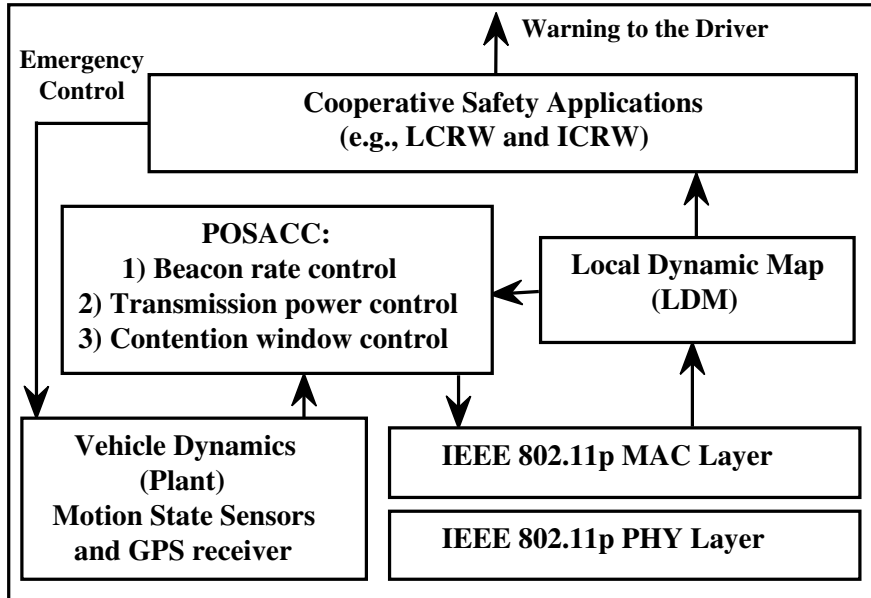 Warning to the Driver
Emergency
Control
Cooperative Safety Applications
(e.g., LCRW and ICRW)
POSACC:
1) Beacon rate control
2) Transmission power control
3) Contention window control
Local Dynamic Map
(LDM)
Vehicle Dynamics
(Plant)
Motion State Sensors
and GPS receiver
IEEE 802.11p MAC Layer
IEEE 802.11p PHY Layer